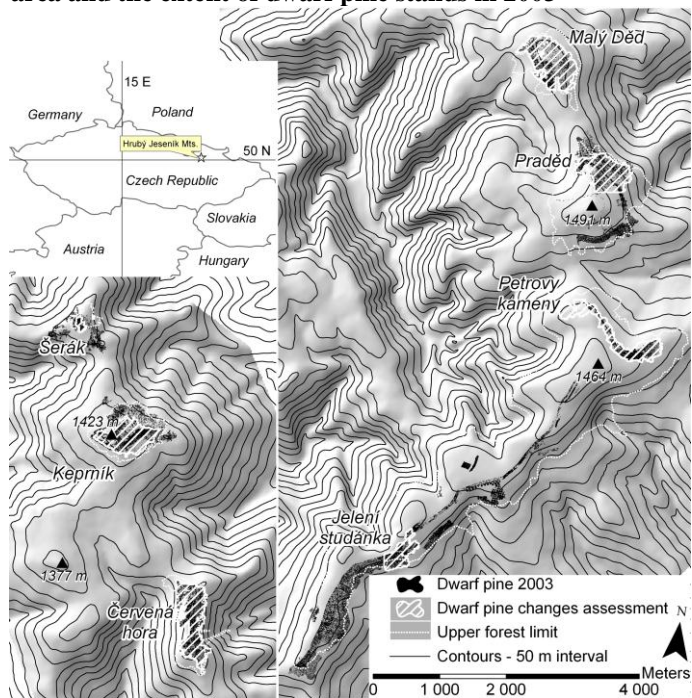 area and the extent of dwarf pine stands in 2003
15 E
Germany
Poland
Hrubý Jeseník Mts.
50 N
Czech Republic
Slovakia
Austria
Hungary
Malý Děd
Praděd
1491 m
Petrovy
kameny
1464 m
Šerák
1423 m
Keprník
1377 m
Červená
hora
Jelení
studánka
Dwarf pine 2003
Dwarf pine changes assessment
N
Upper forest limit
Contours - 50 m interval
Meters
0 1 000 2 000 4 000